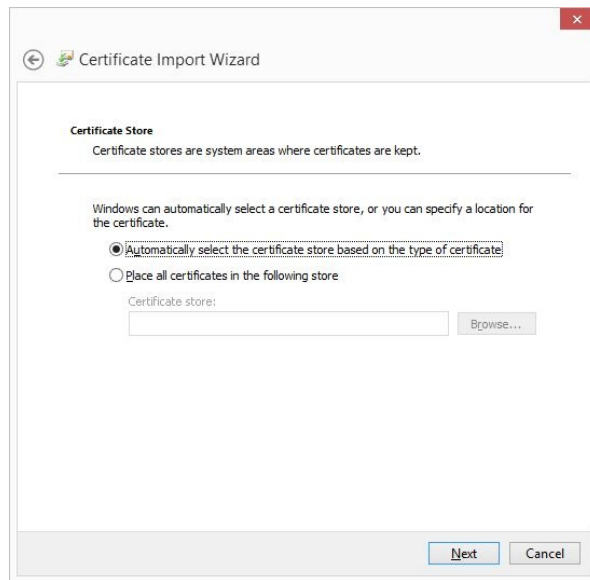 Certificate Import Wizard
Certificate Store
Certificate stores are system areas where certificates are kept.
Windows can automatically select a certificate store, or you can specify a location for
the certificate.
Automatically select the certificate store based on the type of certificate
Place all certificates in the following store
Certificate store:
Browse...
Next
Cancel